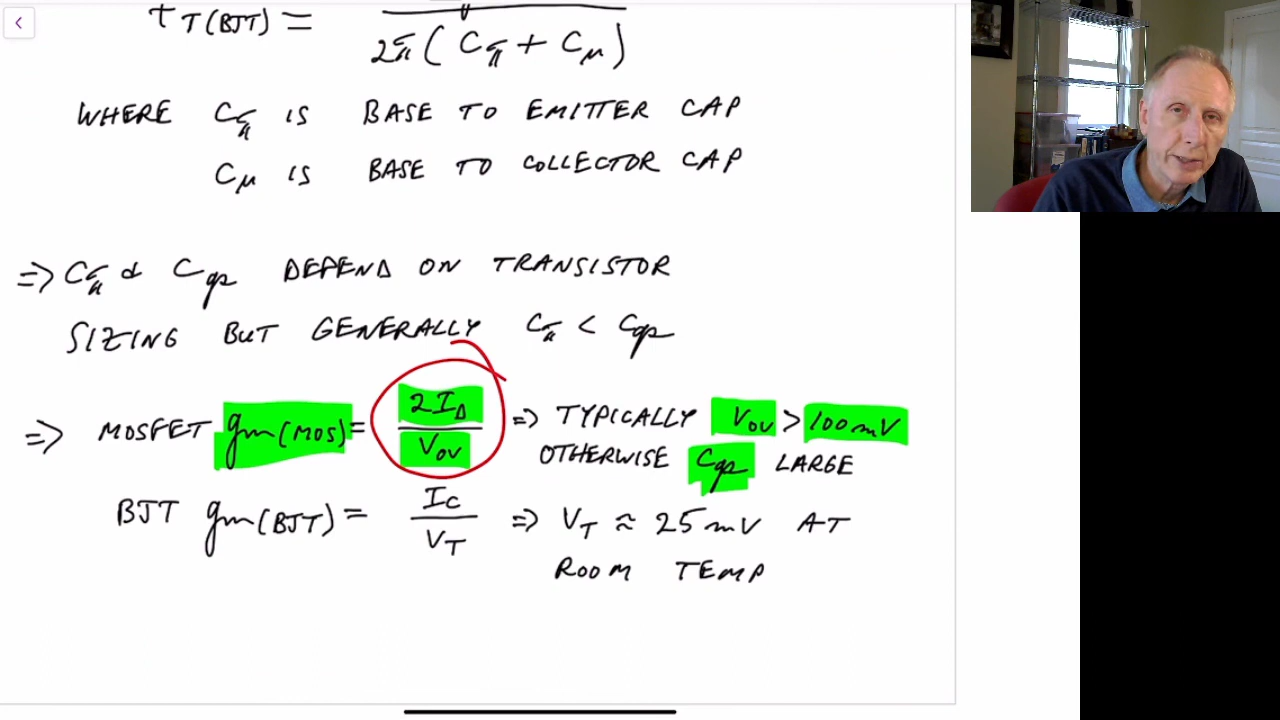 f T(BJT) =
2π ( Cπ + Cμ )
WHERE Cπ IS BASE TO EMITTER CAP
Cμ IS BASE TO COLLECTOR CAP
⇒ Cπ & Cgs DEPEND ON TRANSISTOR
SIZING BUT GENERALLY Cπ < Cgs
⇒ MOSFET gm(MOS) = 2ID / VOV ⇒ TYPICALLY VOV > 100mV
OTHERWISE Cgs LARGE
BJT gm(BJT) = IC / VT ⇒ VT ≈ 25mV AT
ROOM TEMP